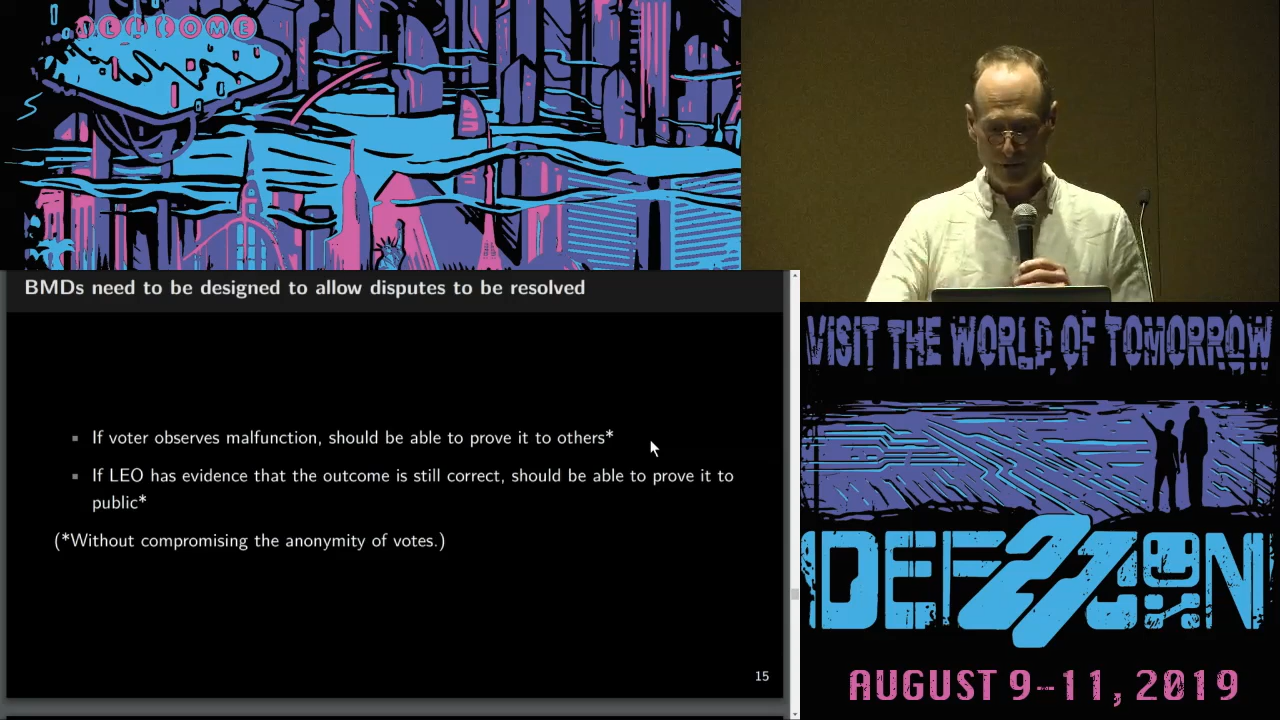 WELCOME
BMDs need to be designed to allow disputes to be resolved
If voter observes malfunction, should be able to prove it to others*
If LEO has evidence that the outcome is still correct, should be able to prove it to
public*
(*Without compromising the anonymity of votes.)
15
VISIT THE WORLD OF TOMORROW
DEF27CON
AUGUST 9-11, 2019